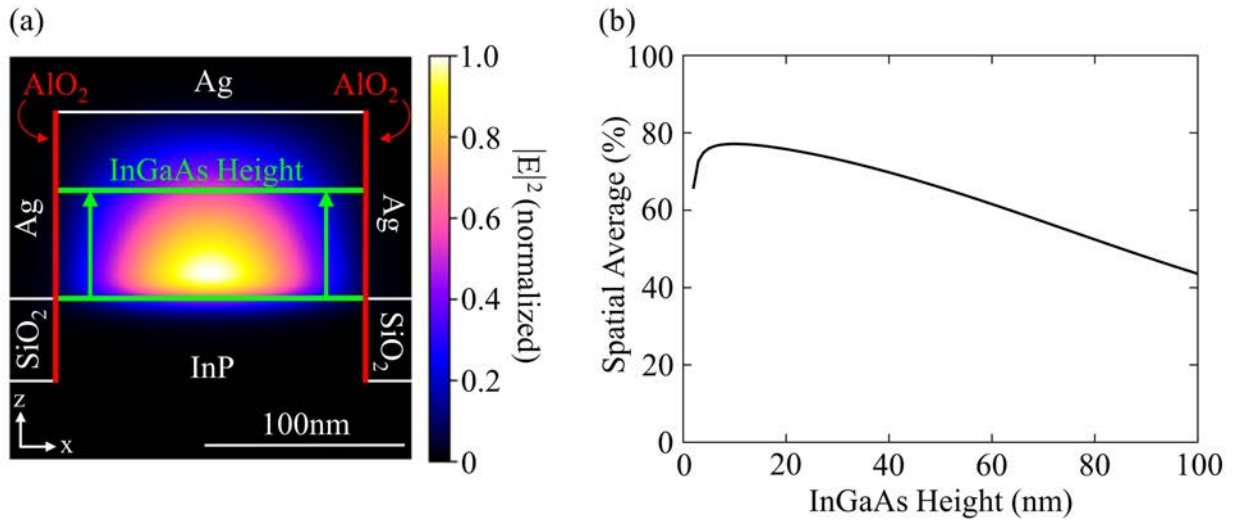 (a)
Ag
AlO₂
AlO₂
InGaAs Height
Ag
Ag
SiO₂
SiO₂
InP
z
x
100nm
1.0
0.8
0.6
0.4
0.2
0
|E|² (normalized)
(b)
100
80
60
40
20
0
Spatial Average (%)
0 20 40 60 80 100
InGaAs Height (nm)